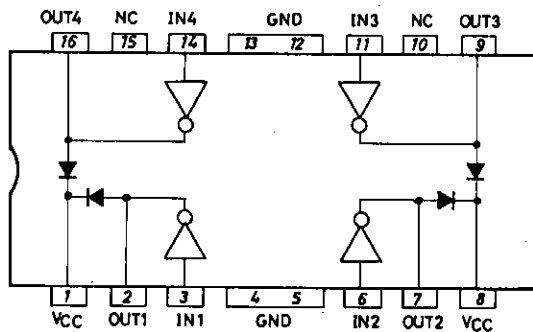 OUT4 NC IN4 GND IN3 NC OUT3
16 15 14 13 12 11 10 9
1 2 3 4 5 6 7 8
VCC OUT1 IN1 GND IN2 OUT2 VCC